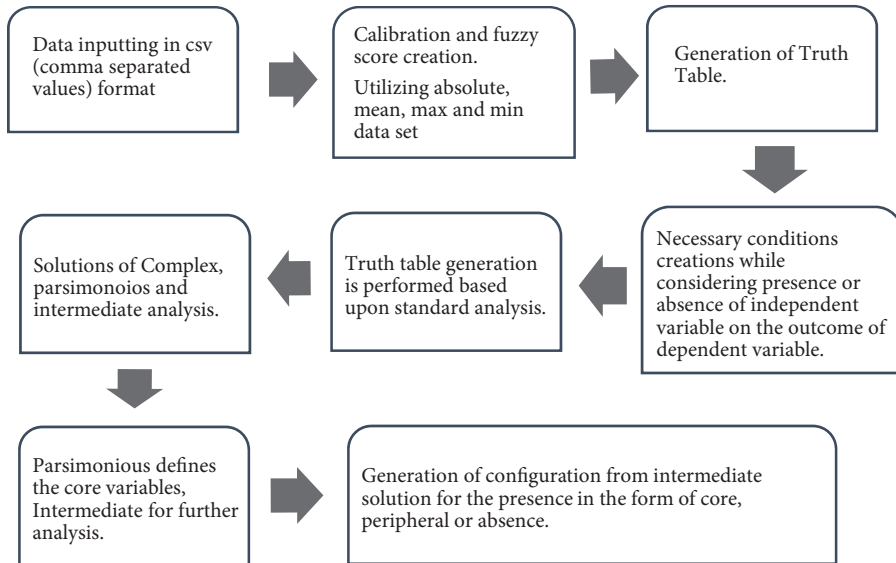 Data inputting in csv
(comma separated
values) format
Calibration and fuzzy
score creation.
Utilizing absolute,
mean, max and min
data set
Generation of Truth
Table.
Necessary conditions
creations while
considering presence or
absence of independent
variable on the outcome of
dependent variable.
Truth table generation
is performed based
upon standard analysis.
Solutions of Complex,
parsimonoios and
intermediate analysis.
Parsimonious defines
the core variables,
Intermediate for further
analysis.
Generation of configuration from intermediate
solution for the presence in the form of core,
peripheral or absence.